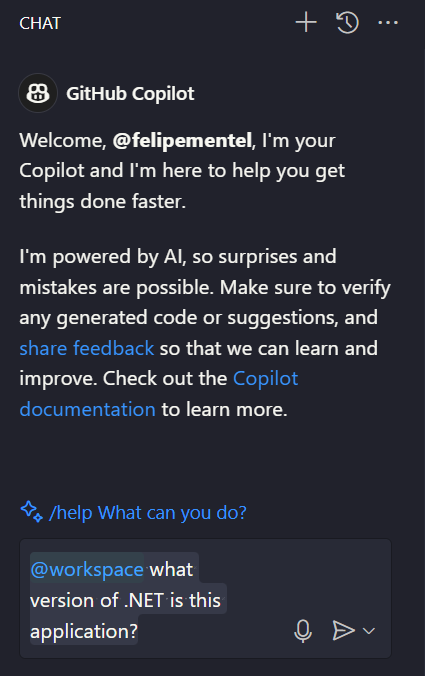 CHAT
GitHub Copilot
Welcome, @felipementel, I'm your
Copilot and I'm here to help you get
things done faster.
I'm powered by AI, so surprises and
mistakes are possible. Make sure to verify
any generated code or suggestions, and
share feedback so that we can learn and
improve. Check out the Copilot
documentation to learn more.
/help What can you do?
@workspace what
version of .NET is this
application?